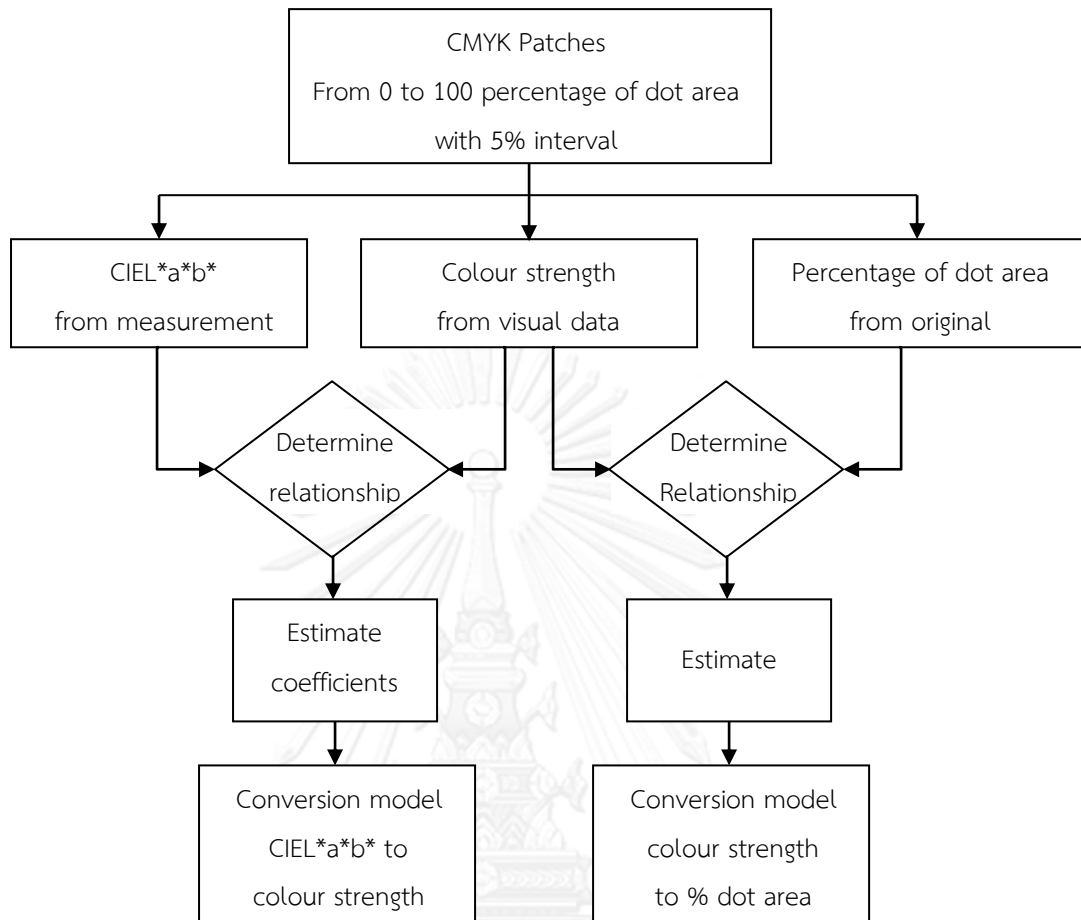 CMYK Patches
From 0 to 100 percentage of dot area
with 5% interval
CIEL*a*b*
from measurement
Colour strength
from visual data
Percentage of dot area
from original
Determine
relationship
Determine
Relationship
Estimate
coefficients
Estimate
Conversion model
CIEL*a*b* to
colour strength
Conversion model
colour strength
to % dot area